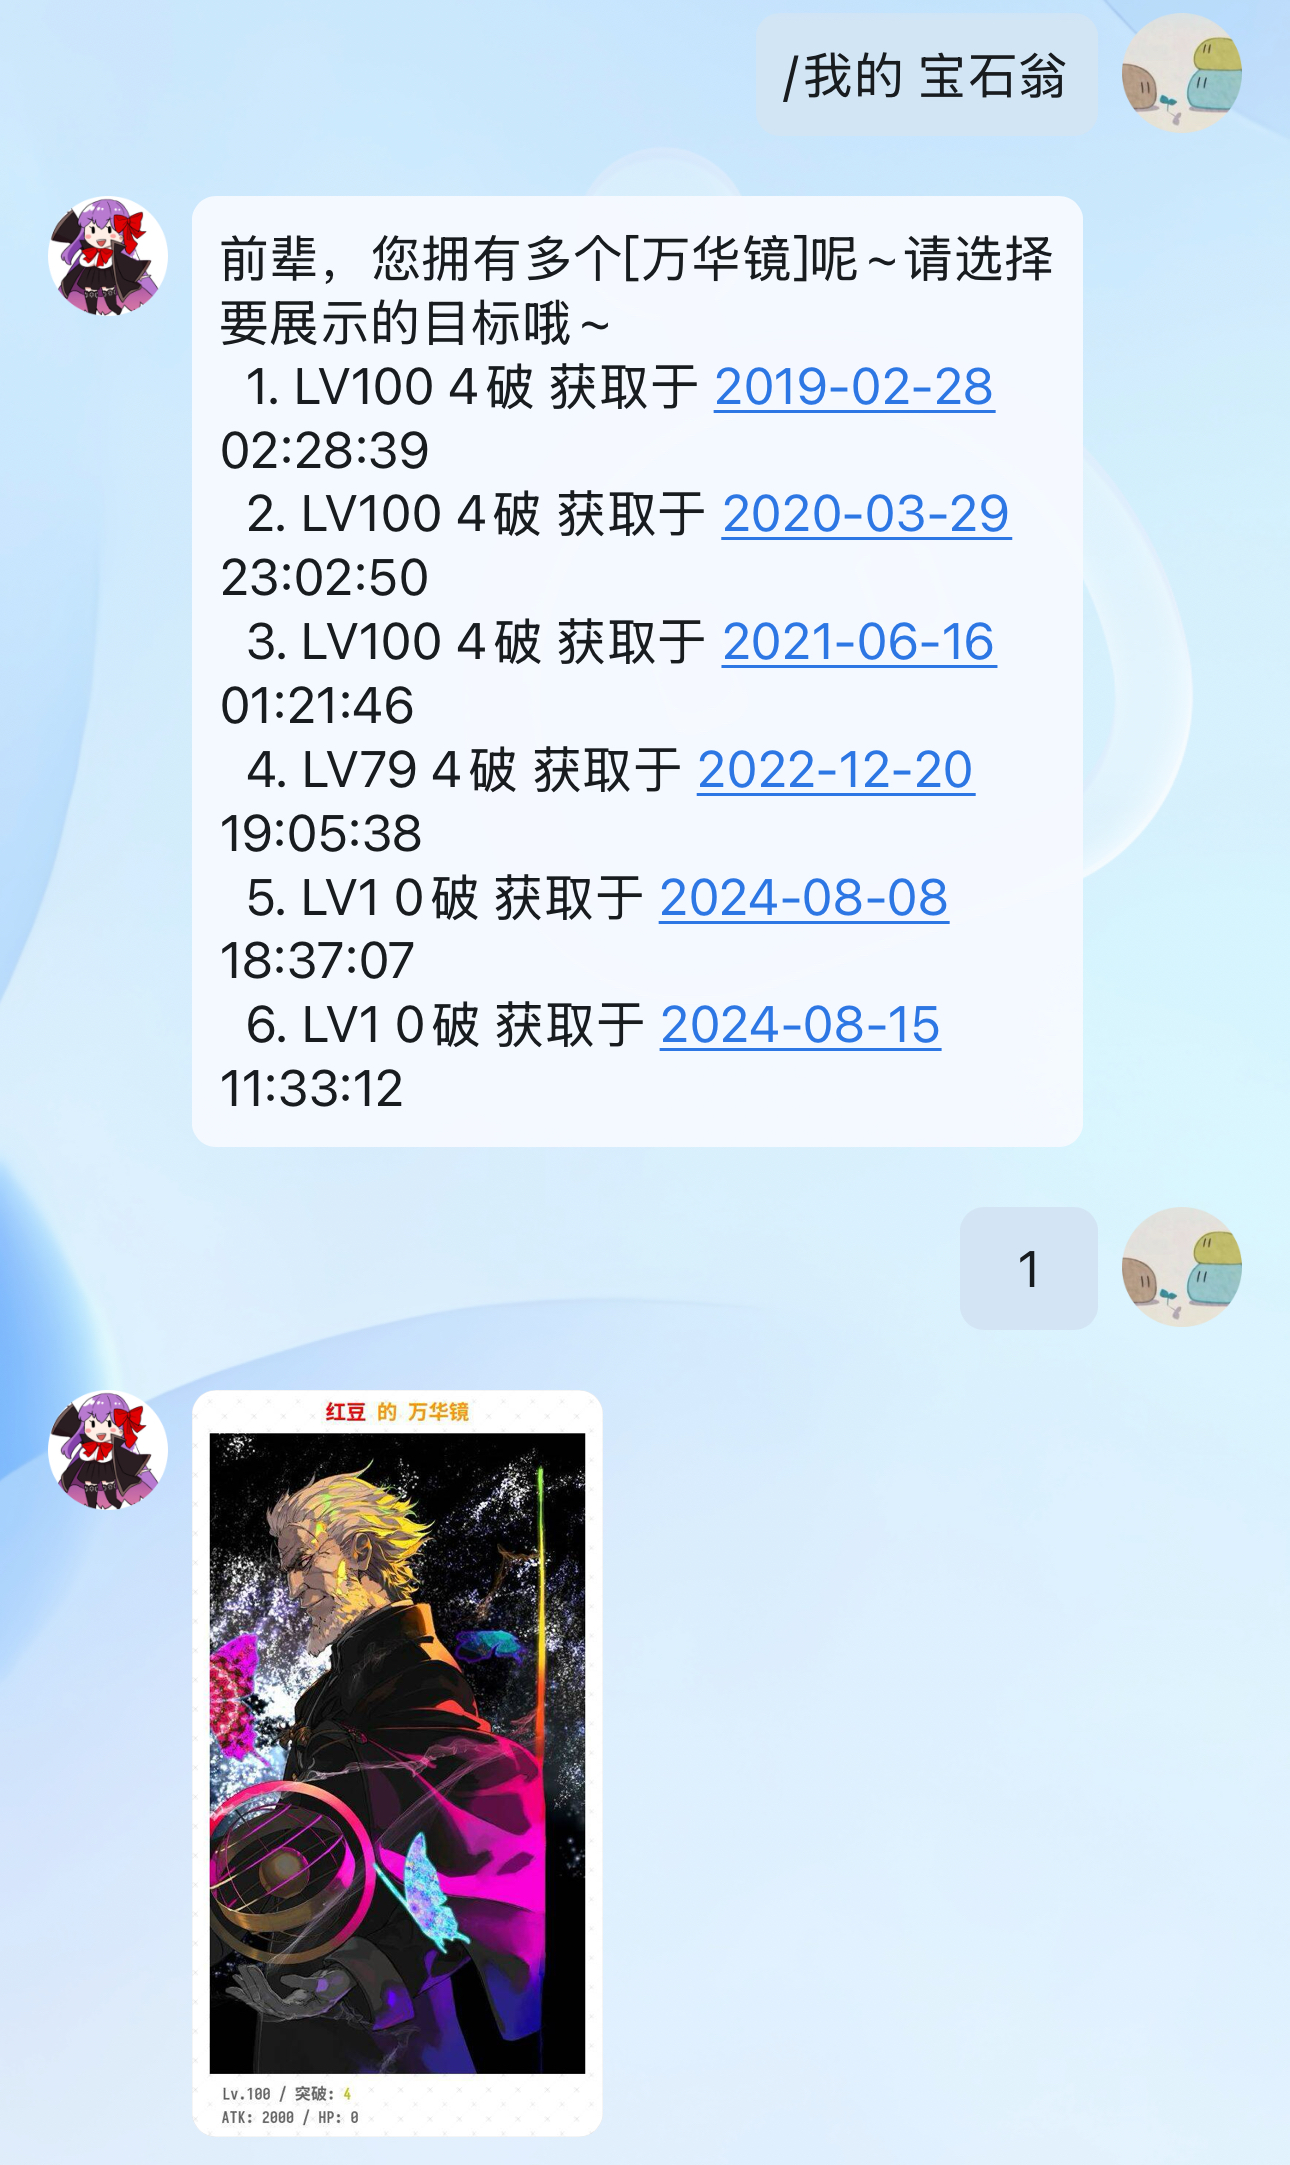 /我的 宝石翁
前辈，您拥有多个[万华镜]呢~请选择
要展示的目标哦~
1. LV100 4破 获取于 2019-02-28
02:28:39
2. LV100 4破 获取于 2020-03-29
23:02:50
3. LV100 4破 获取于 2021-06-16
01:21:46
4. LV79 4破 获取于 2022-12-20
19:05:38
5. LV1 0破 获取于 2024-08-08
18:37:07
6. LV1 0破 获取于 2024-08-15
11:33:12
1
红豆 的 万华镜
Lv.100 / 突破: 4
ATK: 2000 / HP: 0